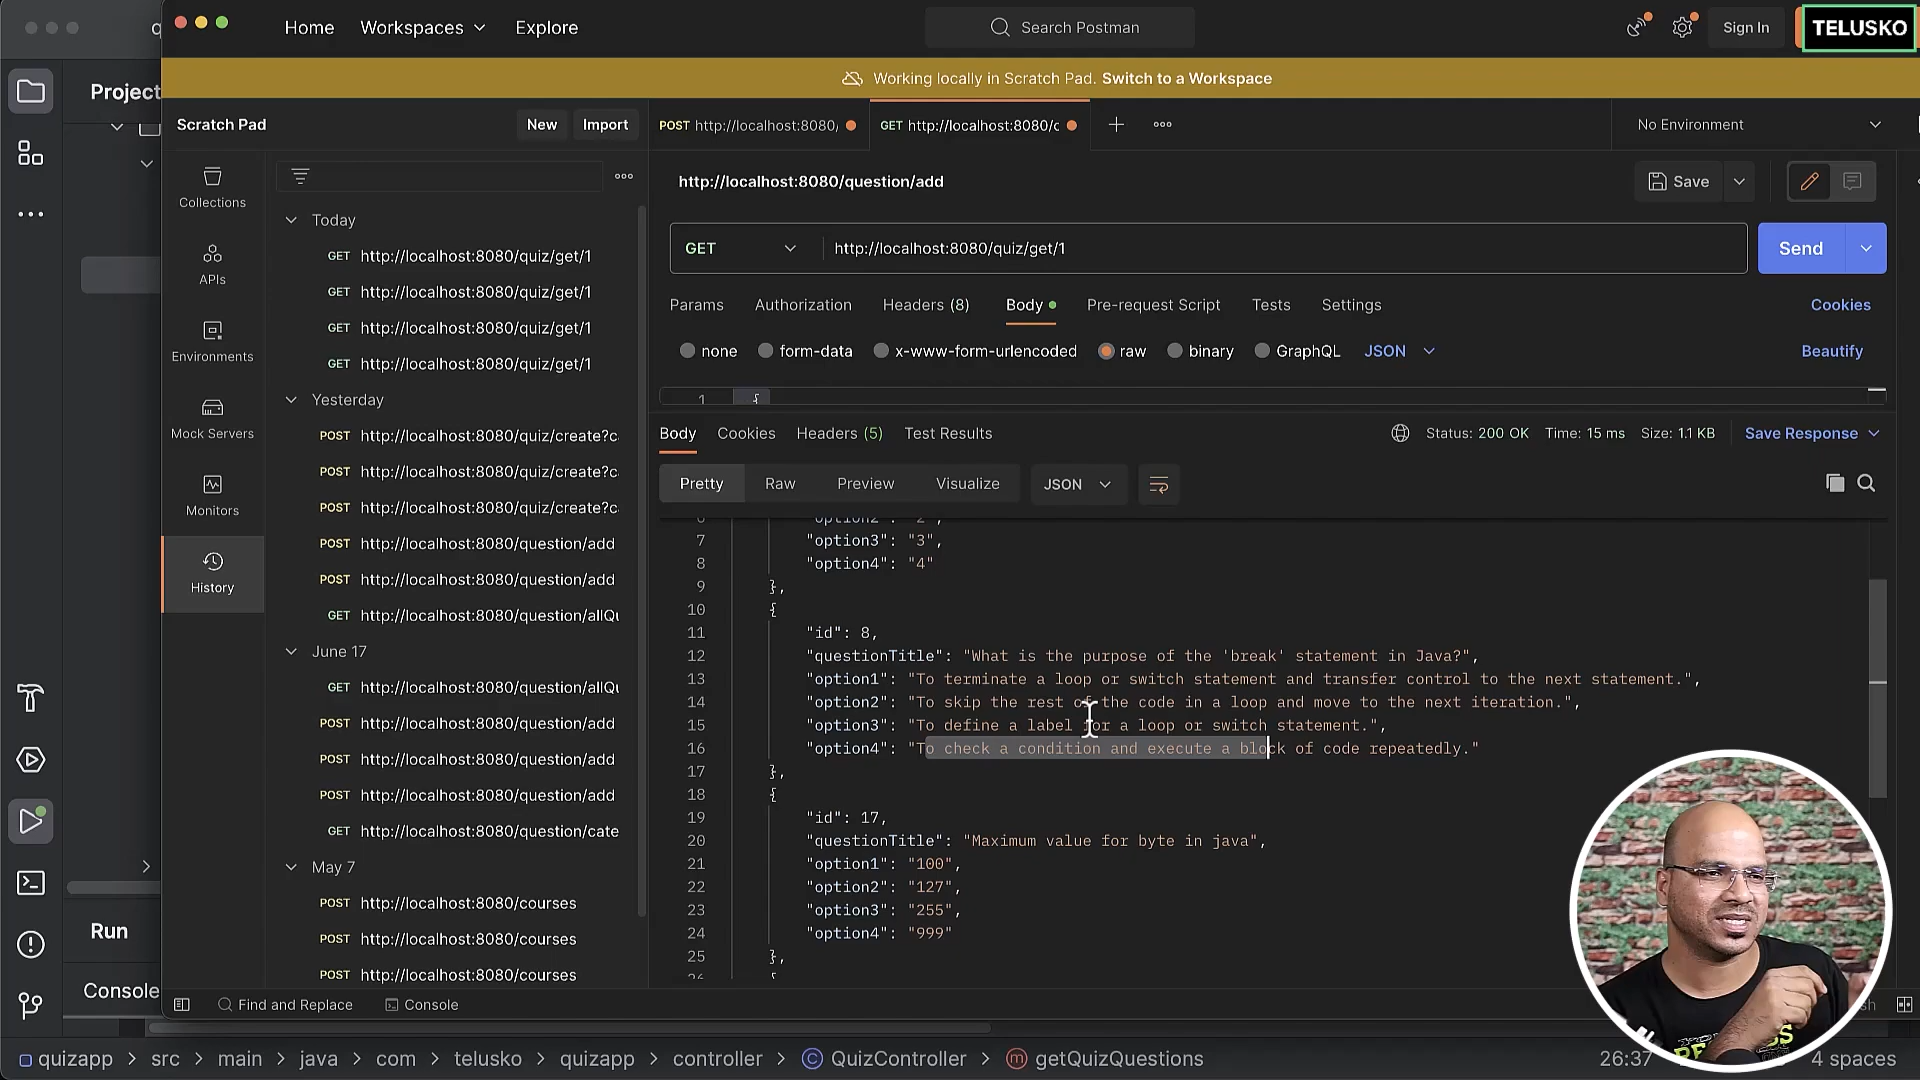 Home
Workspaces
Explore
Search Postman
Sign In
TELUSKO
Working locally in Scratch Pad. Switch to a Workspace
Project
Scratch Pad
New
Import
POST http://localhost:8080/
GET http://localhost:8080/c
No Environment
http://localhost:8080/question/add
Save
Collections
APIs
Environments
Mock Servers
Monitors
History
Today
GET http://localhost:8080/quiz/get/1
GET http://localhost:8080/quiz/get/1
GET http://localhost:8080/quiz/get/1
GET http://localhost:8080/quiz/get/1
Yesterday
POST http://localhost:8080/quiz/create?c
POST http://localhost:8080/quiz/create?c
POST http://localhost:8080/quiz/create?c
POST http://localhost:8080/question/add
POST http://localhost:8080/question/add
GET http://localhost:8080/question/allQu
June 17
GET http://localhost:8080/question/allQu
POST http://localhost:8080/question/add
POST http://localhost:8080/question/add
POST http://localhost:8080/question/add
GET http://localhost:8080/question/cate
May 7
POST http://localhost:8080/courses
POST http://localhost:8080/courses
POST http://localhost:8080/courses
GET
http://localhost:8080/quiz/get/1
Send
Params
Authorization
Headers (8)
Body
Pre-request Script
Tests
Settings
Cookies
none
form-data
x-www-form-urlencoded
raw
binary
GraphQL
JSON
Beautify
1 {
Body
Cookies
Headers (5)
Test Results
Status: 200 OK
Time: 15 ms
Size: 1.1 KB
Save Response
Pretty
Raw
Preview
Visualize
JSON
6 "option2": "2",
7 "option3": "3",
8 "option4": "4"
9 },
10 {
11 "id": 8,
12 "questionTitle": "What is the purpose of the 'break' statement in Java?",
13 "option1": "To terminate a loop or switch statement and transfer control to the next statement.",
14 "option2": "To skip the rest of the code in a loop and move to the next iteration.",
15 "option3": "To define a label for a loop or switch statement.",
16 "option4": "To check a condition and execute a block of code repeatedly."
17 },
18 {
19 "id": 17,
20 "questionTitle": "Maximum value for byte in java",
21 "option1": "100",
22 "option2": "127",
23 "option3": "255",
24 "option4": "999"
25 },
26 {
Run
Console
Find and Replace
Console
quizapp > src > main > java > com > telusko > quizapp > controller > QuizController > getQuizQuestions
26:37
4 spaces